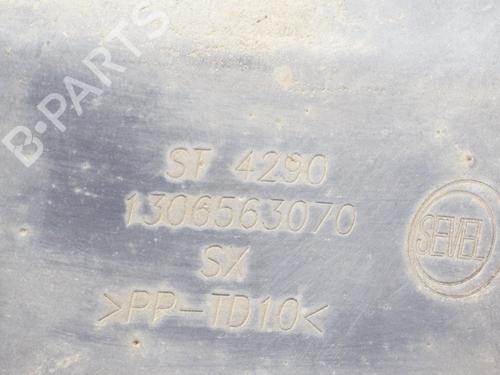 B-PARTS
SF 4290
1306563070
SEVEL
SX
>PP-TD10<